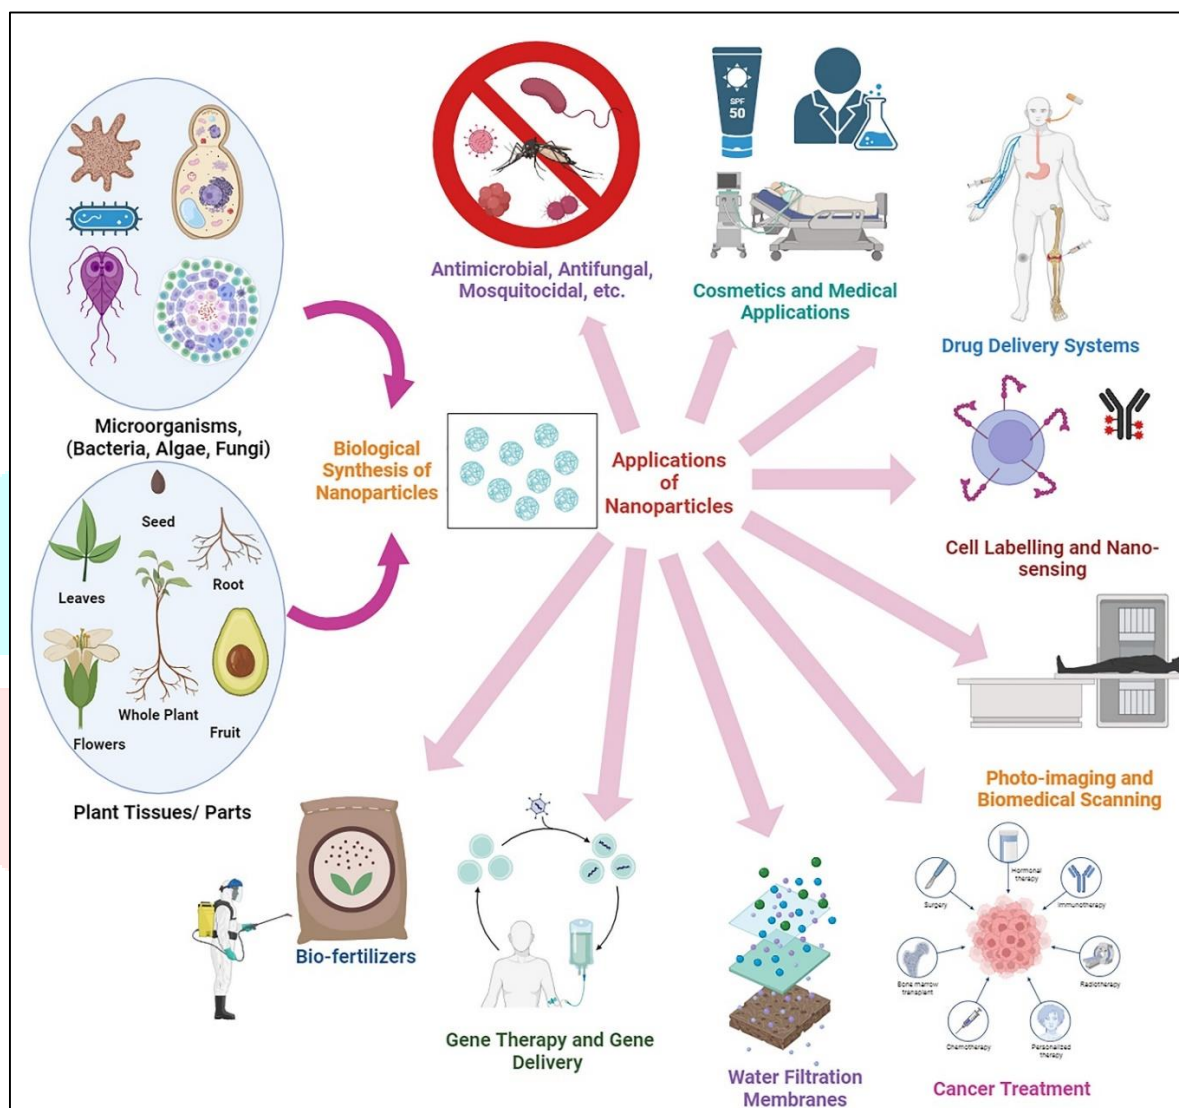 SPF
50
Antimicrobial, Antifungal,
Mosquitocidal, etc.
Cosmetics and Medical
Applications
Drug Delivery Systems
Microorganisms,
(Bacteria, Algae, Fungi)
Biological
Synthesis of
Nanoparticles
Applications
of
Nanoparticles
Cell Labelling and Nano-
sensing
Seed
Root
Leaves
Whole Plant
Fruit
Flowers
Plant Tissues/ Parts
Photo-imaging and
Biomedical Scanning
Bio-fertilizers
Gene Therapy and Gene
Delivery
Water Filtration
Membranes
Hormonal
therapy
Surgery
Immunotherapy
Bone marrow
transplant
Radiotherapy
Chemotherapy
Personalized
therapy
Cancer Treatment